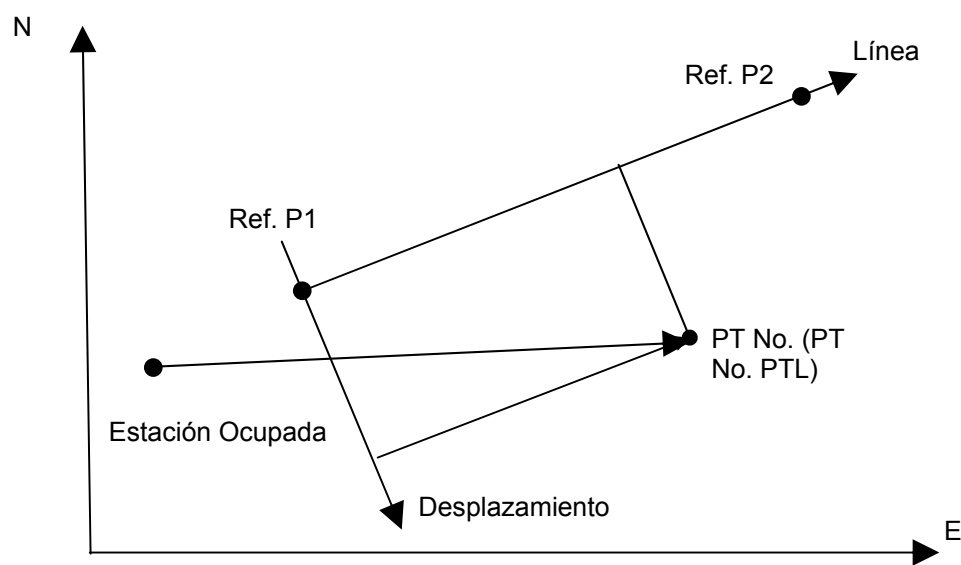 N
Línea
Ref. P2
Ref. P1
PT No. (PT
No. PTL)
Estación Ocupada
Desplazamiento
E